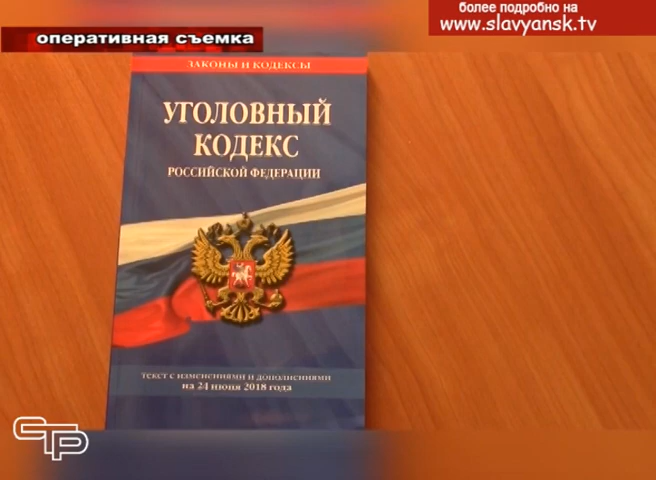 более подробно на
www.slavyansk.tv
оперативная съемка
ЗАКОНЫ И КОДЕКСЫ
УГОЛОВНЫЙ
КОДЕКС
РОССИЙСКОЙ ФЕДЕРАЦИИ
ТЕКСТ С ИЗМЕНЕНИЯМИ И ДОПОЛНЕНИЯМИ
на 24 июня 2018 года
СТР